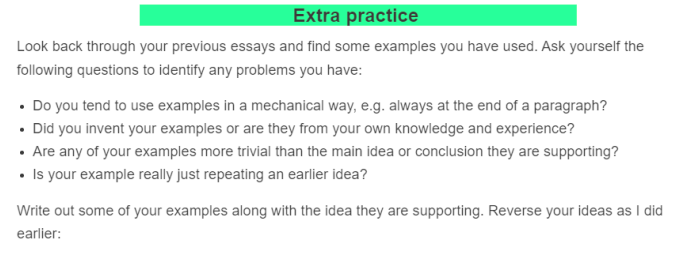 Extra practice
Look back through your previous essays and find some examples you have used. Ask yourself the
following questions to identify any problems you have:
• Do you tend to use examples in a mechanical way, e.g. always at the end of a paragraph?
• Did you invent your examples or are they from your own knowledge and experience?
• Are any of your examples more trivial than the main idea or conclusion they are supporting?
• Is your example really just repeating an earlier idea?
Write out some of your examples along with the idea they are supporting. Reverse your ideas as I did
earlier: